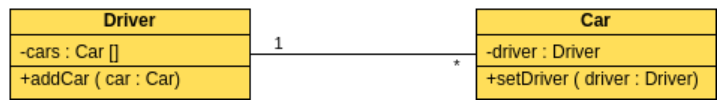 Driver
-cars : Car []
+addCar ( car : Car)
1
*
Car
-driver : Driver
+setDriver ( driver : Driver)